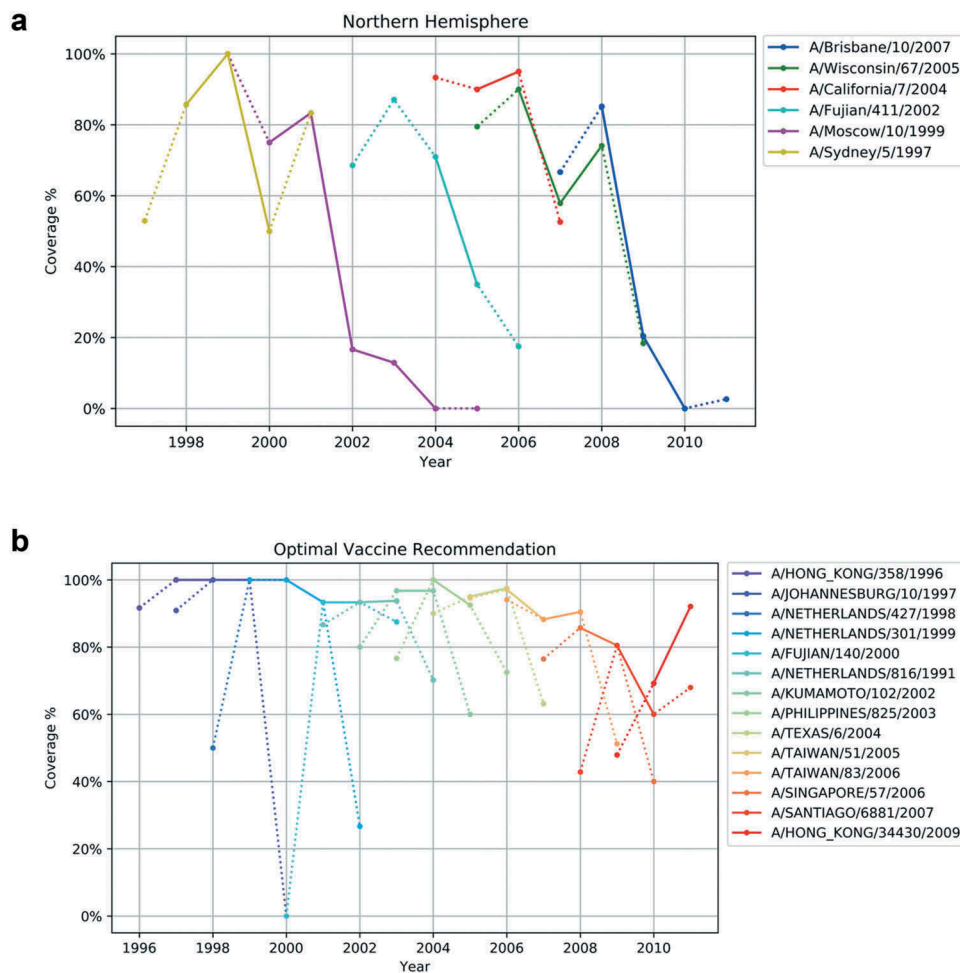 a
Northern Hemisphere
100%
80%
60%
40%
20%
0%
Coverage %
1998 2000 2002 2004 2006 2008 2010
Year
A/Brisbane/10/2007
A/Wisconsin/67/2005
A/California/7/2004
A/Fujian/411/2002
A/Moscow/10/1999
A/Sydney/5/1997
b
Optimal Vaccine Recommendation
100%
80%
60%
40%
20%
0%
Coverage %
1996 1998 2000 2002 2004 2006 2008 2010
Year
A/HONG_KONG/358/1996
A/JOHANNESBURG/10/1997
A/NETHERLANDS/427/1998
A/NETHERLANDS/301/1999
A/FUJIAN/140/2000
A/NETHERLANDS/816/1991
A/KUMAMOTO/102/2002
A/PHILIPPINES/825/2003
A/TEXAS/6/2004
A/TAIWAN/51/2005
A/TAIWAN/83/2006
A/SINGAPORE/57/2006
A/SANTIAGO/6881/2007
A/HONG_KONG/34430/2009